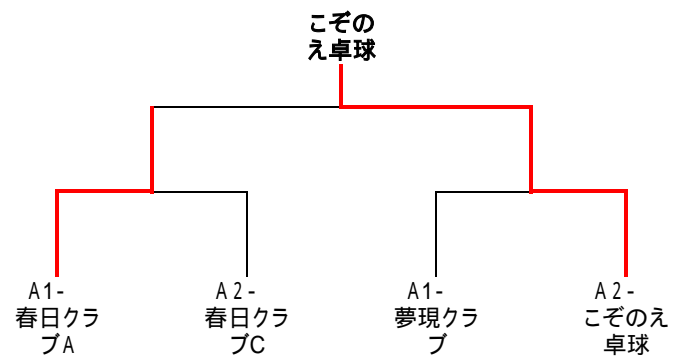 こぞの
え卓球
A1-
春日クラ
ブA
A2-
春日クラ
ブC
A1-
夢現クラ
ブ
A2-
こぞのえ
卓球